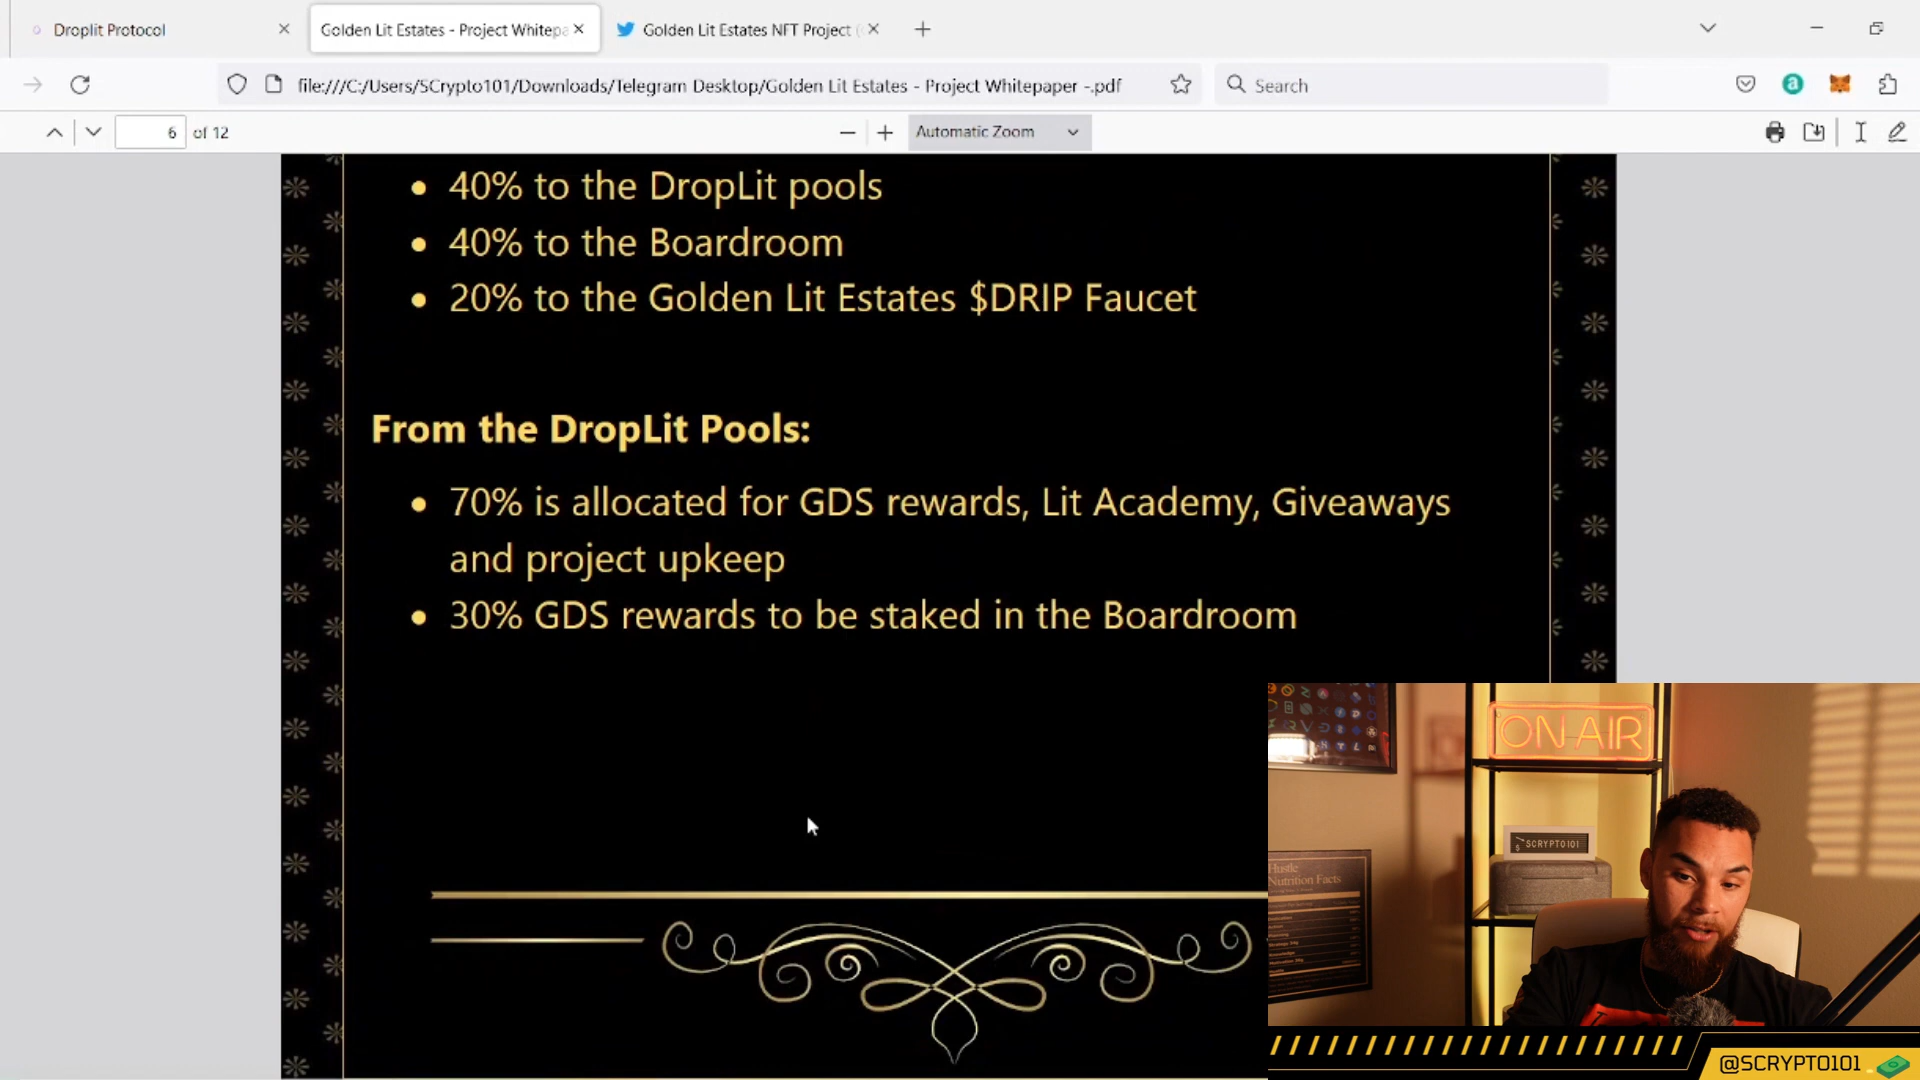 Droplit Protocol
Golden Lit Estates - Project Whitepa
Golden Lit Estates NFT Project (
file:///C:/Users/SCrypto101/Downloads/Telegram Desktop/Golden Lit Estates - Project Whitepaper -.pdf
Search
6 of 12
Automatic Zoom
• 40% to the DropLit pools
• 40% to the Boardroom
• 20% to the Golden Lit Estates $DRIP Faucet
From the DropLit Pools:
• 70% is allocated for GDS rewards, Lit Academy, Giveaways
and project upkeep
• 30% GDS rewards to be staked in the Boardroom
ON AIR
SCRYPTO101
Hustle
Nutrition Facts
@SCRYPTO101